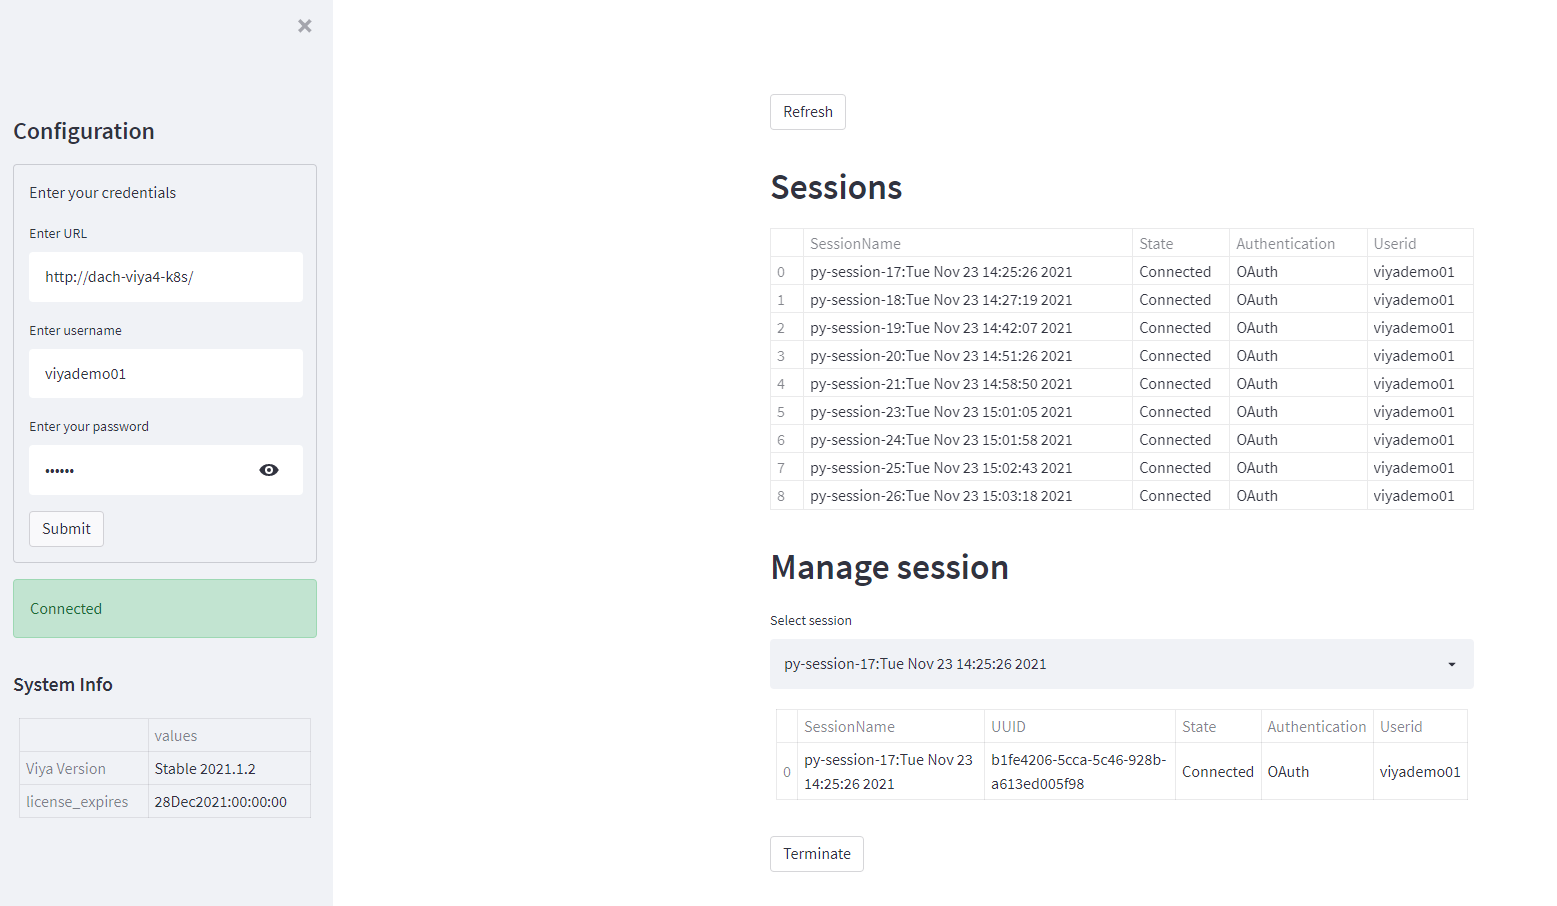 Configuration
Enter your credentials
Enter URL
http://dach-viya4-k8s/
Enter username
viyademo01
Enter your password
••••••
Submit
Connected
System Info
values
Viya Version Stable 2021.1.2
license_expires 28Dec2021:00:00:00
Refresh
Sessions
SessionName State Authentication Userid
0 py-session-17:Tue Nov 23 14:25:26 2021 Connected OAuth viyademo01
1 py-session-18:Tue Nov 23 14:27:19 2021 Connected OAuth viyademo01
2 py-session-19:Tue Nov 23 14:42:07 2021 Connected OAuth viyademo01
3 py-session-20:Tue Nov 23 14:51:26 2021 Connected OAuth viyademo01
4 py-session-21:Tue Nov 23 14:58:50 2021 Connected OAuth viyademo01
5 py-session-23:Tue Nov 23 15:01:05 2021 Connected OAuth viyademo01
6 py-session-24:Tue Nov 23 15:01:58 2021 Connected OAuth viyademo01
7 py-session-25:Tue Nov 23 15:02:43 2021 Connected OAuth viyademo01
8 py-session-26:Tue Nov 23 15:03:18 2021 Connected OAuth viyademo01
Manage session
Select session
py-session-17:Tue Nov 23 14:25:26 2021
SessionName UUID State Authentication Userid
0 py-session-17:Tue Nov 23 b1fe4206-5cca-5c46-928b- Connected OAuth viyademo01
14:25:26 2021 a613ed005f98
Terminate